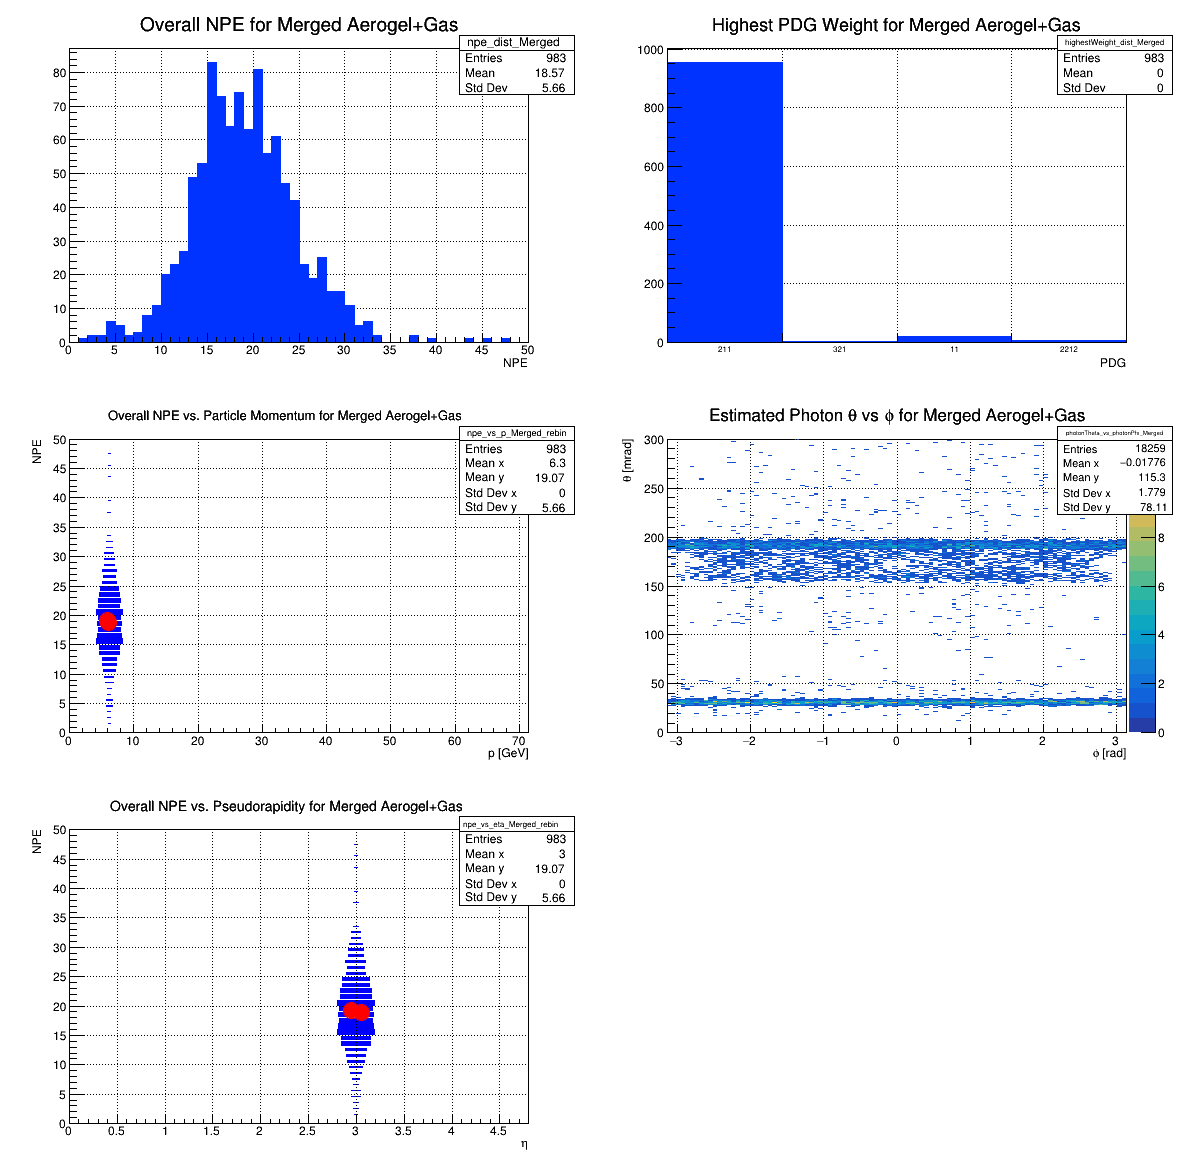 Overall NPE for Merged Aerogel+Gas
npe_dist_Merged
Entries 983
Mean 18.57
Std Dev 5.66
80
70
60
50
40
30
20
10
0
0 5 10 15 20 25 30 35 40 45 50
NPE
Highest PDG Weight for Merged Aerogel+Gas
highestWeight_dist_Merged
Entries 983
Mean 0
Std Dev 0
1000
800
600
400
200
0
211 321 11 2212
PDG
Overall NPE vs. Particle Momentum for Merged Aerogel+Gas
npe_vs_p_Merged_rebin
Entries 983
Mean x 6.3
Mean y 19.07
Std Dev x 0
Std Dev y 5.66
NPE
50
45
40
35
30
25
20
15
10
5
0
0 10 20 30 40 50 60 70
p [GeV]
Estimated Photon θ vs ϕ for Merged Aerogel+Gas
photonTheta_vs_photonPhi_Merged
Entries 18259
Mean x −0.01776
Mean y 115.3
Std Dev x 1.779
Std Dev y 78.11
θ [mrad]
300
250
200
150
100
50
0
−3 −2 −1 0 1 2 3
ϕ [rad]
8
6
4
2
0
Overall NPE vs. Pseudorapidity for Merged Aerogel+Gas
npe_vs_eta_Merged_rebin
Entries 983
Mean x 3
Mean y 19.07
Std Dev x 0
Std Dev y 5.66
NPE
50
45
40
35
30
25
20
15
10
5
0
0 0.5 1 1.5 2 2.5 3 3.5 4 4.5
η